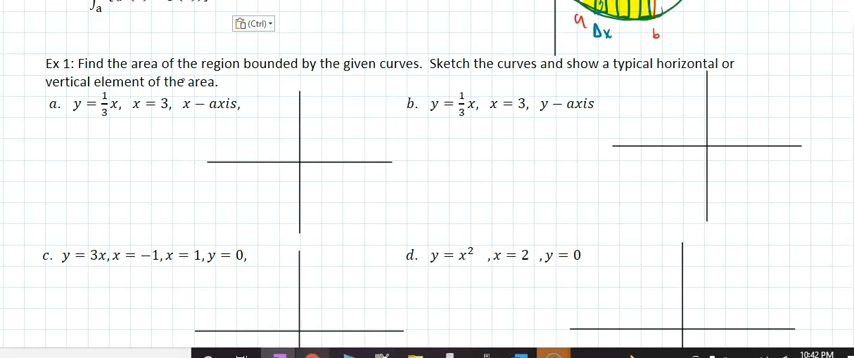 (Ctrl)
a
Δx
b
Ex 1: Find the area of the region bounded by the given curves. Sketch the curves and show a typical horizontal or
vertical element of the area.
a. y = 1/3 x, x = 3, x − axis,
b. y = 1/3 x, x = 3, y − axis
c. y = 3x, x = −1, x = 1, y = 0,
d. y = x² , x = 2 , y = 0
10:42 PM